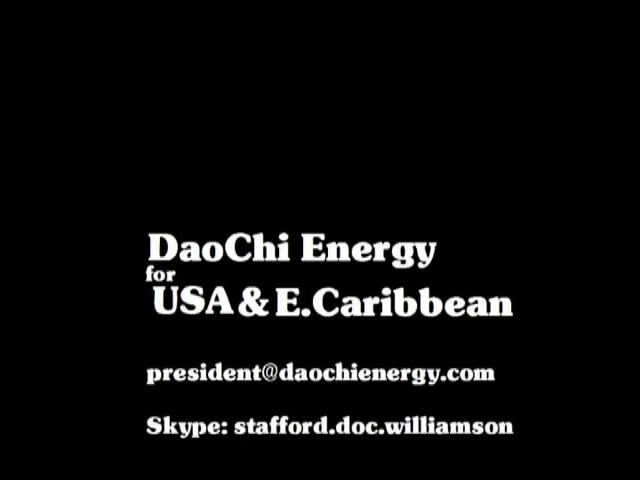 DaoChi Energy
for
USA & E.Caribbean
president@daochienergy.com
Skype: stafford.doc.williamson